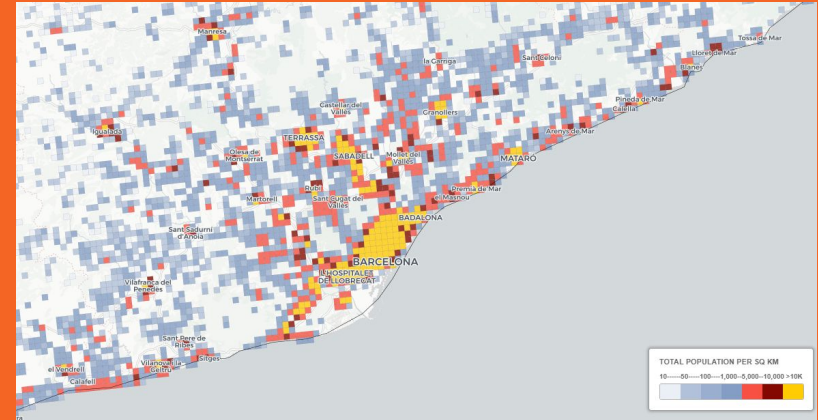 Manresa
Tossa de Mar
Lloret de Mar
Blanes
la Garriga
Sant Celoni
Pineda de Mar
Calella
Castellar del
Vallès
Granollers
Igualada
Arenys de Mar
TERRASSA
Olesa de
Montserrat
SABADELL
Mollet del
Vallès
MATARÓ
Rubí
Premià de Mar
Martorell
Sant Cugat del
Vallès
el Masnou
BADALONA
Sant Sadurní
d'Anoia
BARCELONA
L'HOSPITALET
DE LLOBREGAT
Vilafranca del
Penedès
Sant Pere de
Ribes
Sitges
el Vendrell
Vilanova i la
Geltrú
Calafell
TOTAL POPULATION PER SQ KM
10-----50----100----1,000--5,000--10,000 >10K